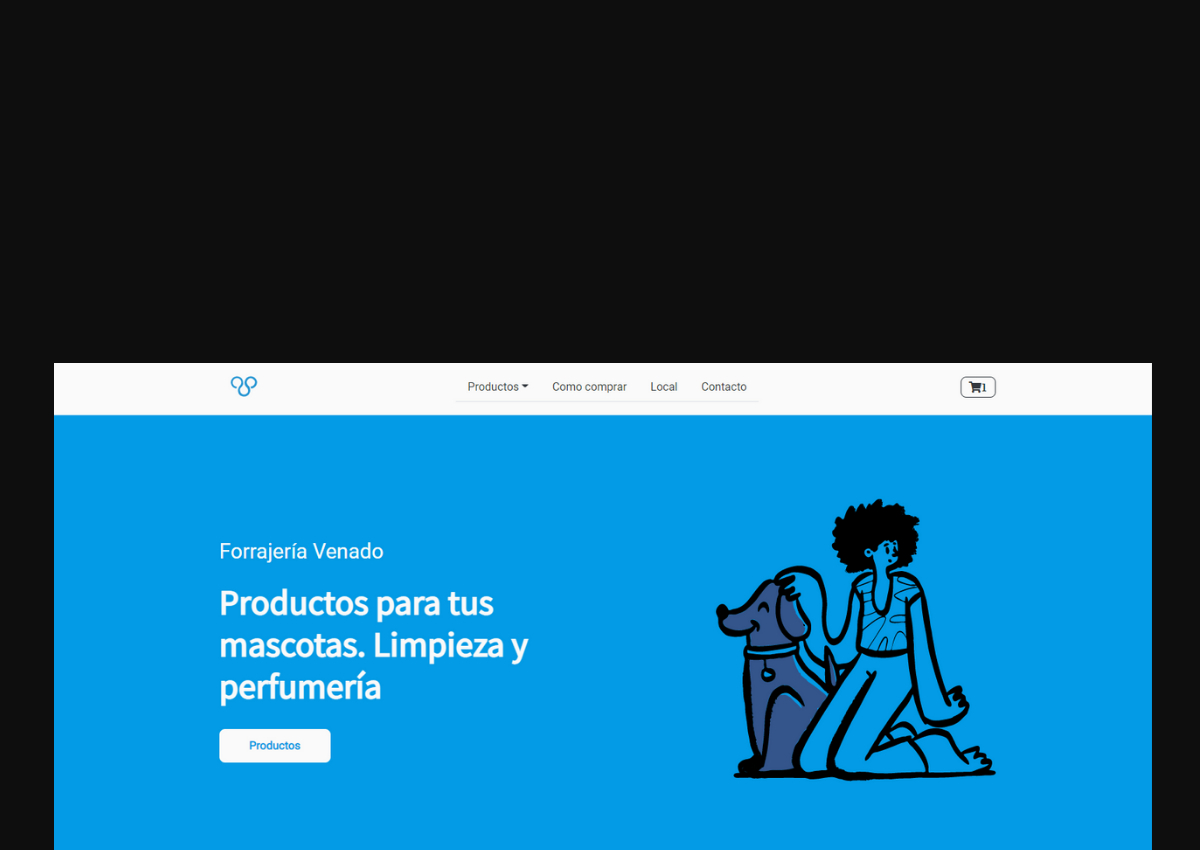 Productos
Como comprar
Local
Contacto
1
Forrajería Venado
Productos para tus
mascotas. Limpieza y
perfumería
Productos